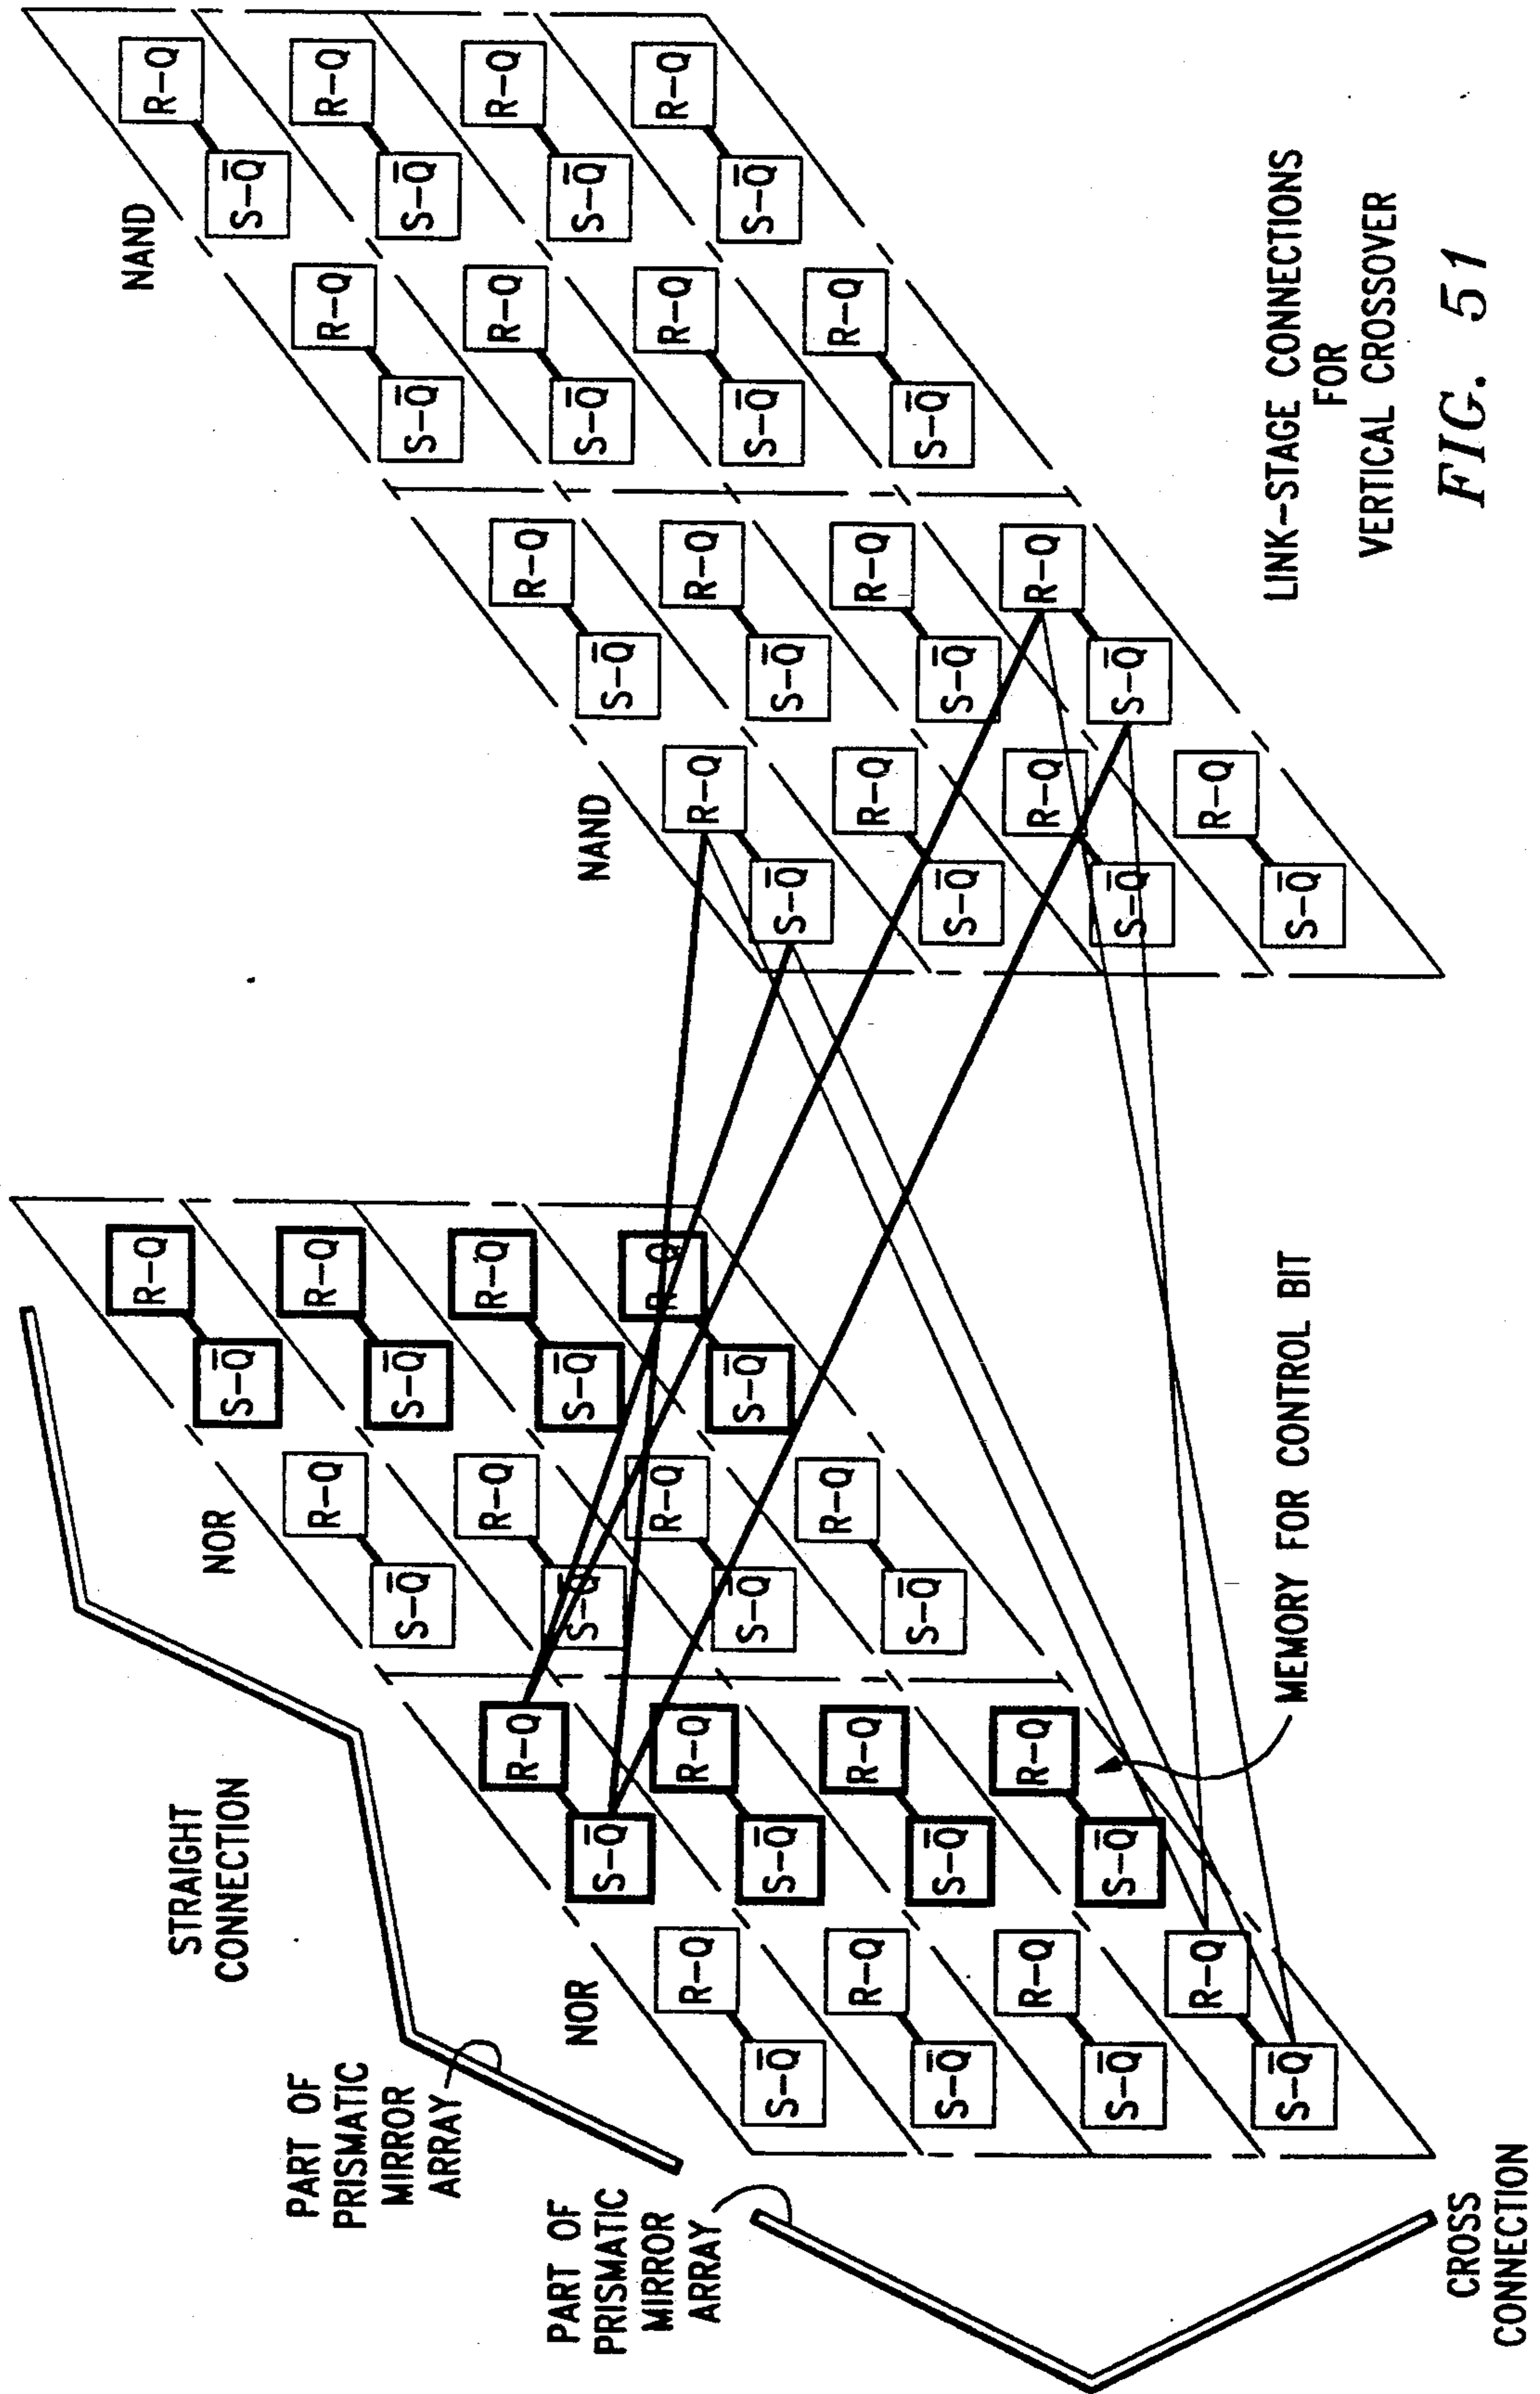 STRAIGHT
CONNECTION
PART OF
PRISMATIC
MIRROR
ARRAY
PART OF
PRISMATIC
MIRROR
ARRAY
CROSS
CONNECTION
NOR
S-Q̅ R-Q
S-Q̅ R-Q
S-Q̅ R-Q
S-Q̅ R-Q
S-Q̅ R-Q
S-Q̅ R-Q
S-Q̅ R-Q
S-Q̅ R-Q
NOR
S-Q̅ R-Q
S-Q̅ R-Q
S-Q̅ R-Q
S-Q̅ R-Q
S-Q̅ R-Q
S-Q̅ R-Q
S-Q̅ R-Q
S-Q̅ R-Q
MEMORY FOR CONTROL BIT
NAND
S-Q̅ R-Q
S-Q̅ R-Q
S-Q̅ R-Q
S-Q̅ R-Q
S-Q̅ R-Q
S-Q̅ R-Q
S-Q̅ R-Q
S-Q̅ R-Q
NAND
S-Q̅ R-Q
S-Q̅ R-Q
S-Q̅ R-Q
S-Q̅ R-Q
S-Q̅ R-Q
S-Q̅ R-Q
S-Q̅ R-Q
S-Q̅ R-Q
LINK-STAGE CONNECTIONS
FOR
VERTICAL CROSSOVER
FIG. 51